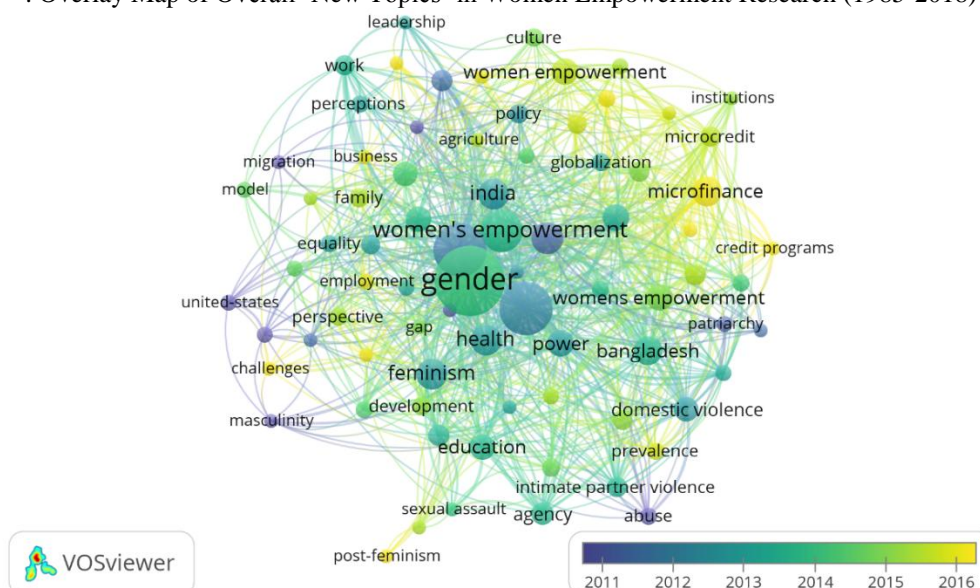 . Overlay Map of Overall "New Topics" in Women Empowerment Research (1985-2018)
leadership
culture
work
women empowerment
perceptions
institutions
policy
agriculture
microcredit
migration
business
globalization
model
family
india
microfinance
women's empowerment
equality
credit programs
employment
gender
united-states
womens empowerment
perspective
gap
patriarchy
health
power
bangladesh
challenges
feminism
masculinity
development
domestic violence
education
prevalence
intimate partner violence
sexual assault
agency
abuse
post-feminism
VOSviewer
2011 2012 2013 2014 2015 2016